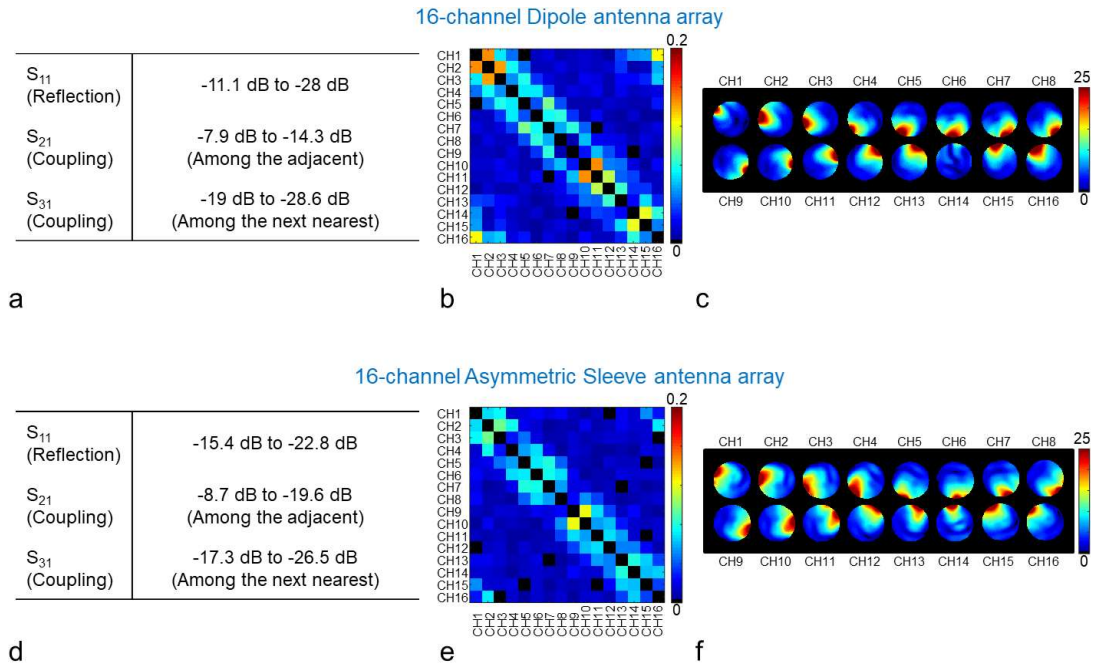 16-channel Dipole antenna array
S11
(Reflection)
-11.1 dB to -28 dB
S21
(Coupling)
-7.9 dB to -14.3 dB
(Among the adjacent)
S31
(Coupling)
-19 dB to -28.6 dB
(Among the next nearest)
a
0.2
CH1
CH2
CH3
CH4
CH5
CH6
CH7
CH8
CH9
CH10
CH11
CH12
CH13
CH14
CH15
CH16
0
CH1 CH2 CH3 CH4 CH5 CH6 CH7 CH8 CH9 CH10 CH11 CH12 CH13 CH14 CH15 CH16
b
25
CH1 CH2 CH3 CH4 CH5 CH6 CH7 CH8
CH9 CH10 CH11 CH12 CH13 CH14 CH15 CH16
0
c
16-channel Asymmetric Sleeve antenna array
S11
(Reflection)
-15.4 dB to -22.8 dB
S21
(Coupling)
-8.7 dB to -19.6 dB
(Among the adjacent)
S31
(Coupling)
-17.3 dB to -26.5 dB
(Among the next nearest)
d
0.2
CH1
CH2
CH3
CH4
CH5
CH6
CH7
CH8
CH9
CH10
CH11
CH12
CH13
CH14
CH15
CH16
0
CH1 CH2 CH3 CH4 CH5 CH6 CH7 CH8 CH9 CH10 CH11 CH12 CH13 CH14 CH15 CH16
e
25
CH1 CH2 CH3 CH4 CH5 CH6 CH7 CH8
CH9 CH10 CH11 CH12 CH13 CH14 CH15 CH16
0
f